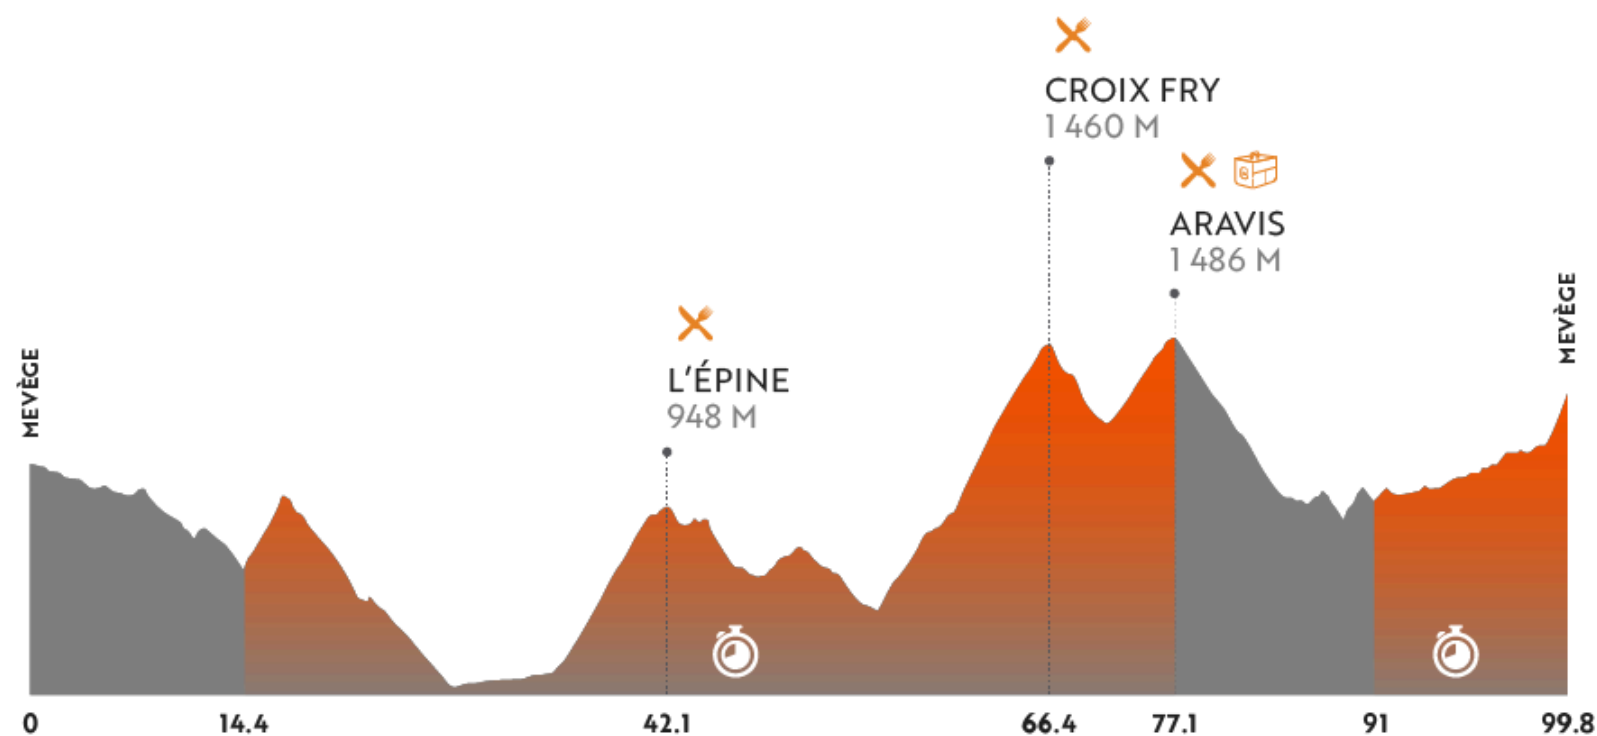 CROIX FRY
1 460 M
ARAVIS
1 486 M
L'ÉPINE
948 M
MEVÈGE
MEVÈGE
0
14.4
42.1
66.4
77.1
91
99.8